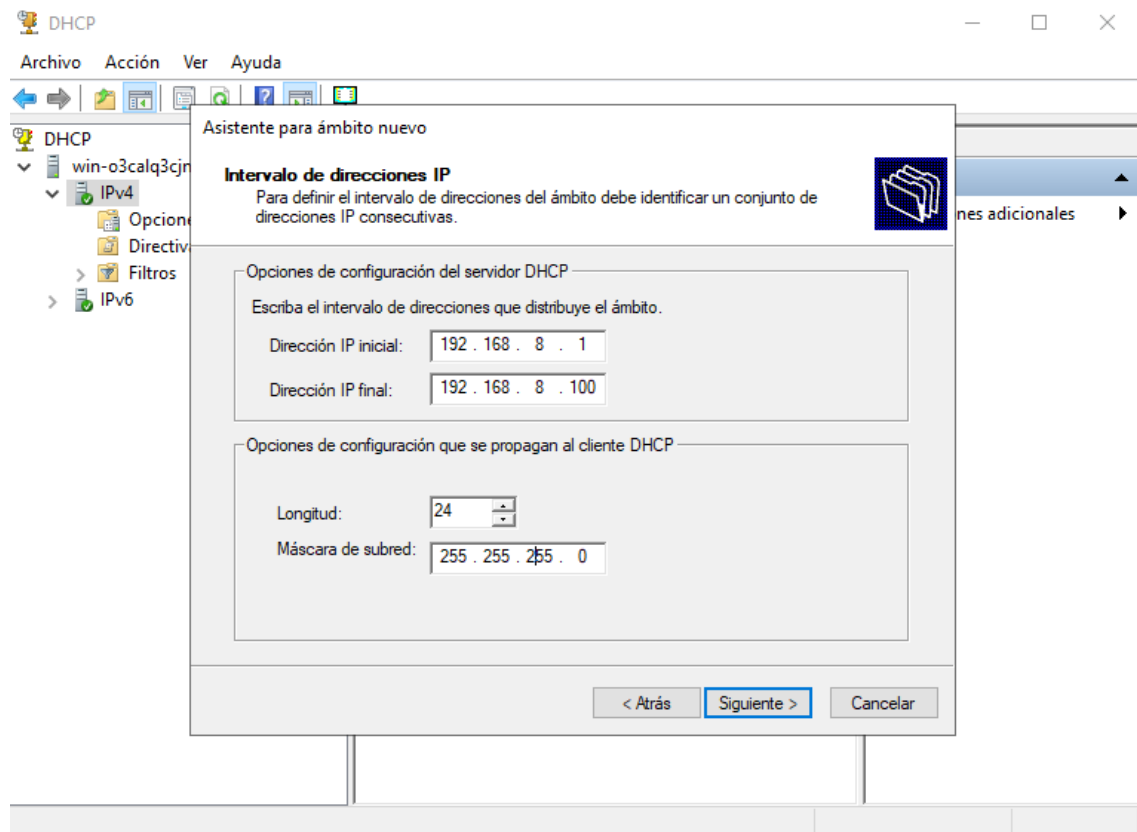 DHCP
Archivo Acción Ver Ayuda
DHCP
win-o3calq3cjn
IPv4
Opcione
Directiva
Filtros
IPv6
Asistente para ámbito nuevo
Intervalo de direcciones IP
Para definir el intervalo de direcciones del ámbito debe identificar un conjunto de
direcciones IP consecutivas.
Opciones de configuración del servidor DHCP
Escriba el intervalo de direcciones que distribuye el ámbito.
Dirección IP inicial: 192 . 168 . 8 . 1
Dirección IP final: 192 . 168 . 8 . 100
Opciones de configuración que se propagan al cliente DHCP
Longitud: 24
Máscara de subred: 255 . 255 . 255 . 0
< Atrás Siguiente > Cancelar
nes adicionales